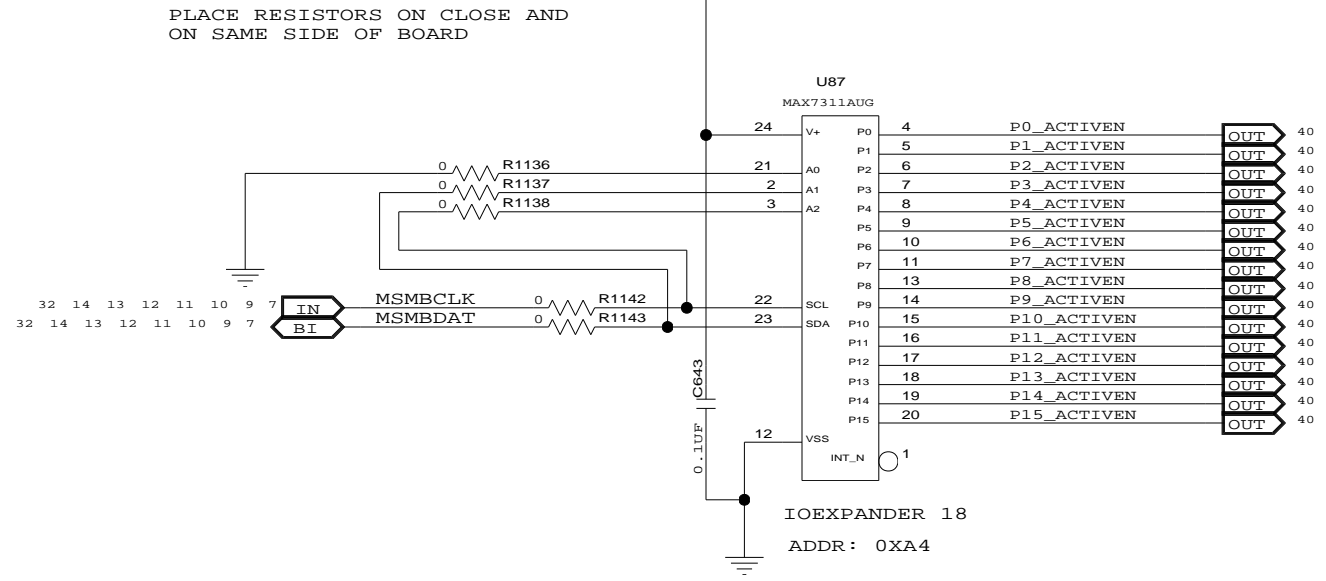 PLACE RESISTORS ON CLOSE AND
ON SAME SIDE OF BOARD
U87
MAX7311AUG
24 V+ P0 4 P0_ACTIVEN OUT 40
P1 5 P1_ACTIVEN OUT 40
0 R1136 21 A0 P2 6 P2_ACTIVEN OUT 40
0 R1137 2 A1 P3 7 P3_ACTIVEN OUT 40
0 R1138 3 A2 P4 8 P4_ACTIVEN OUT 40
P5 9 P5_ACTIVEN OUT 40
P6 10 P6_ACTIVEN OUT 40
P7 11 P7_ACTIVEN OUT 40
P8 13 P8_ACTIVEN OUT 40
32 14 13 12 11 10 9 7 IN MSMBCLK 0 R1142 22 SCL P9 14 P9_ACTIVEN OUT 40
32 14 13 12 11 10 9 7 BI MSMBDAT 0 R1143 23 SDA P10 15 P10_ACTIVEN OUT 40
P11 16 P11_ACTIVEN OUT 40
P12 17 P12_ACTIVEN OUT 40
P13 18 P13_ACTIVEN OUT 40
C643 P14 19 P14_ACTIVEN OUT 40
P15 20 P15_ACTIVEN OUT 40
0.1UF 12 VSS
INT_N 1
IOEXPANDER 18
ADDR: 0XA4